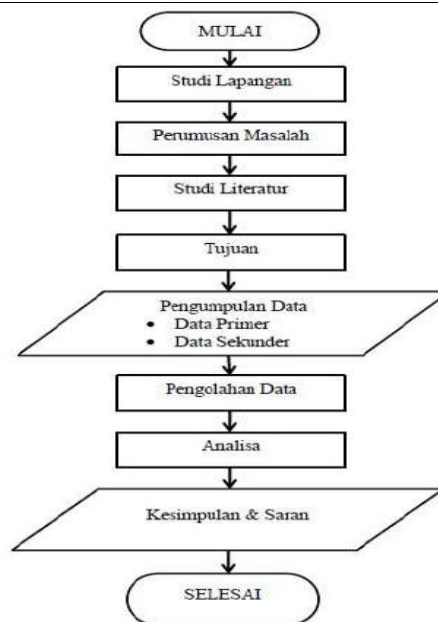 MULAI
Studi Lapangan
Perumusan Masalah
Studi Literatur
Tujuan
Pengumpulan Data
• Data Primer
• Data Sekunder
Pengolahan Data
Analisa
Kesimpulan & Saran
SELESAI